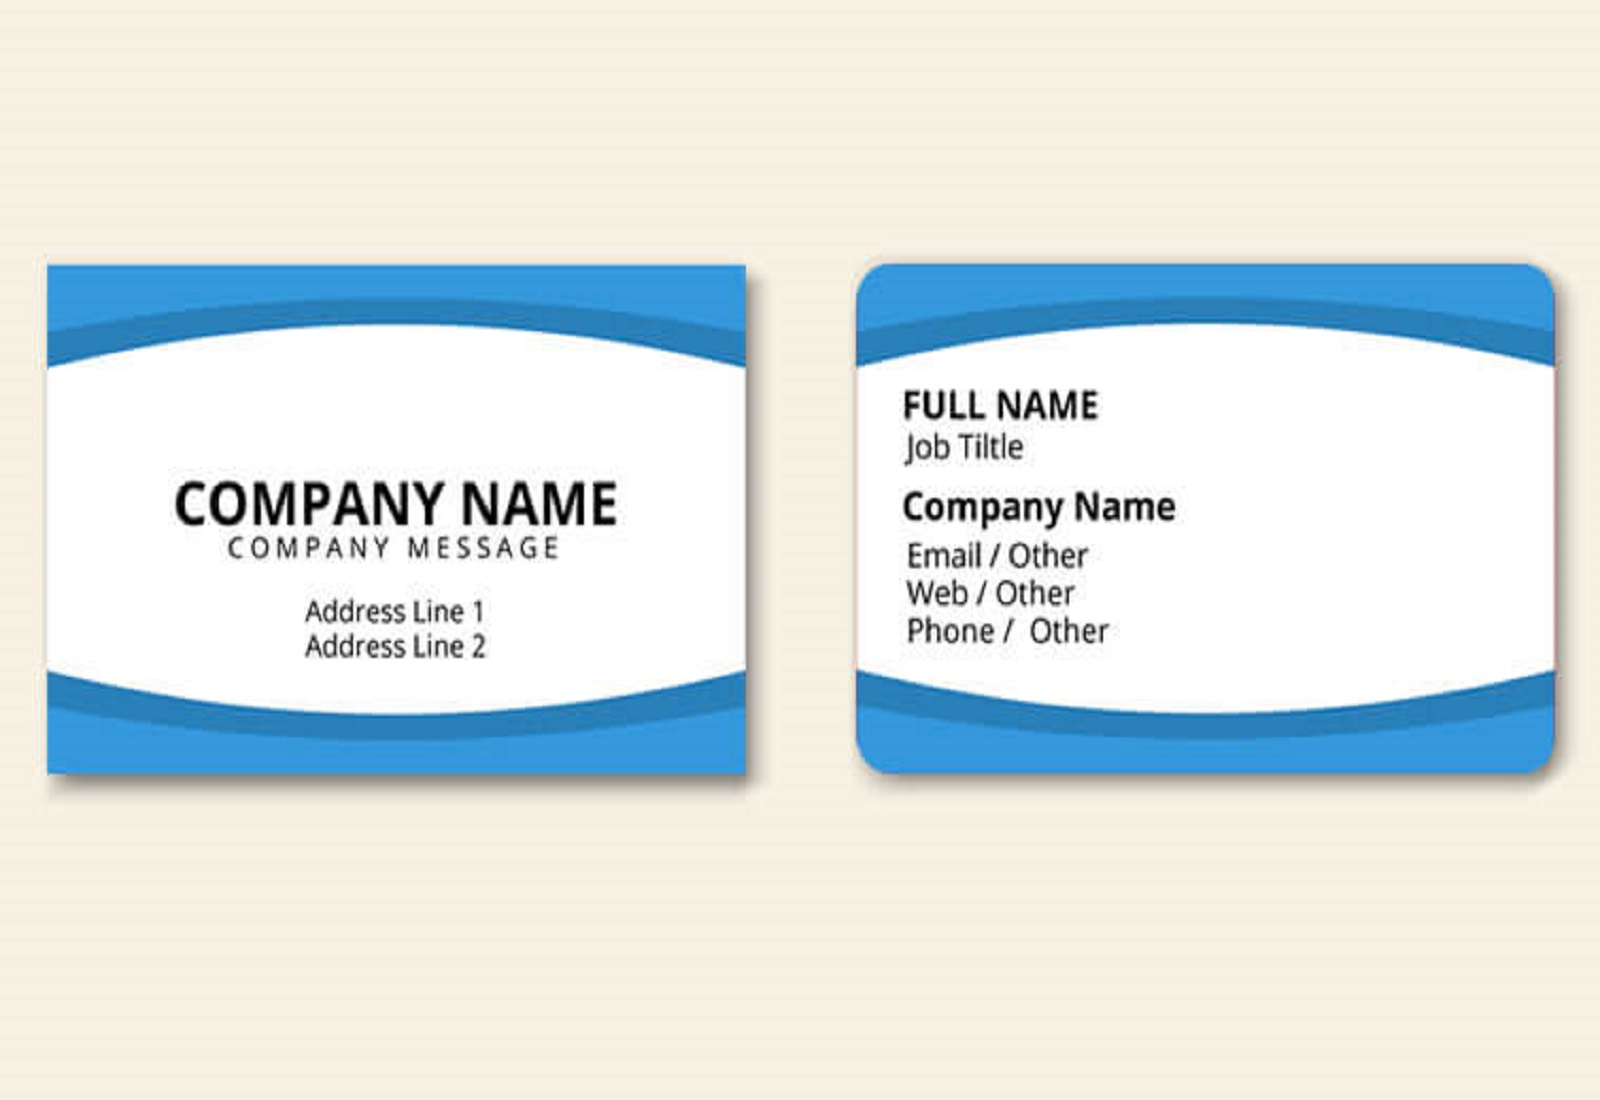 COMPANY NAME
COMPANY MESSAGE
Address Line 1
Address Line 2
FULL NAME
Job Tiltle
Company Name
Email / Other
Web / Other
Phone /  Other